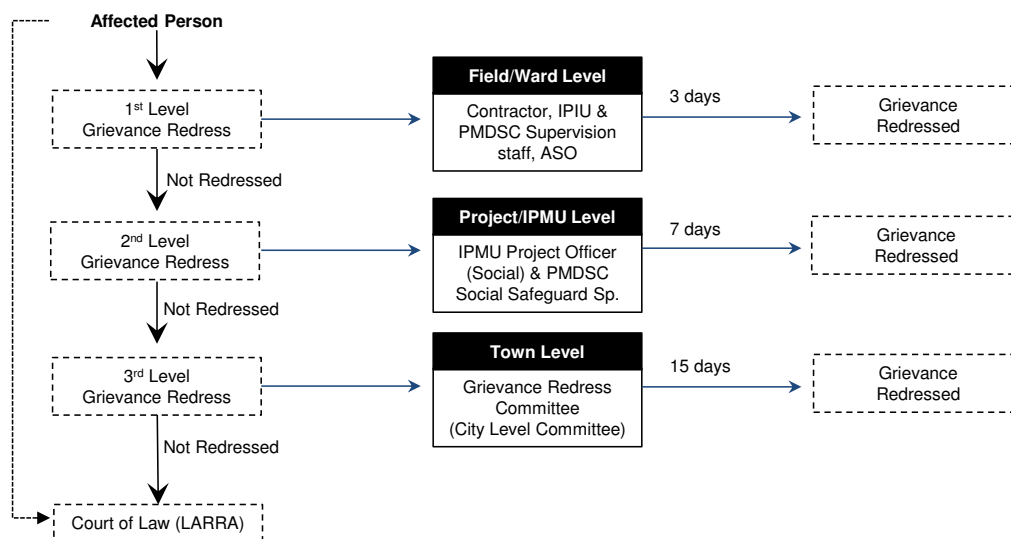 Affected Person
1st Level
Grievance Redress
Field/Ward Level
Contractor, IPIU &
PMDSC Supervision
staff, ASO
3 days
Grievance
Redressed
Not Redressed
2nd Level
Grievance Redress
Project/IPMU Level
IPMU Project Officer
(Social) & PMDSC
Social Safeguard Sp.
7 days
Grievance
Redressed
Not Redressed
3rd Level
Grievance Redress
Town Level
Grievance Redress
Committee
(City Level Committee)
15 days
Grievance
Redressed
Not Redressed
Court of Law (LARRA)